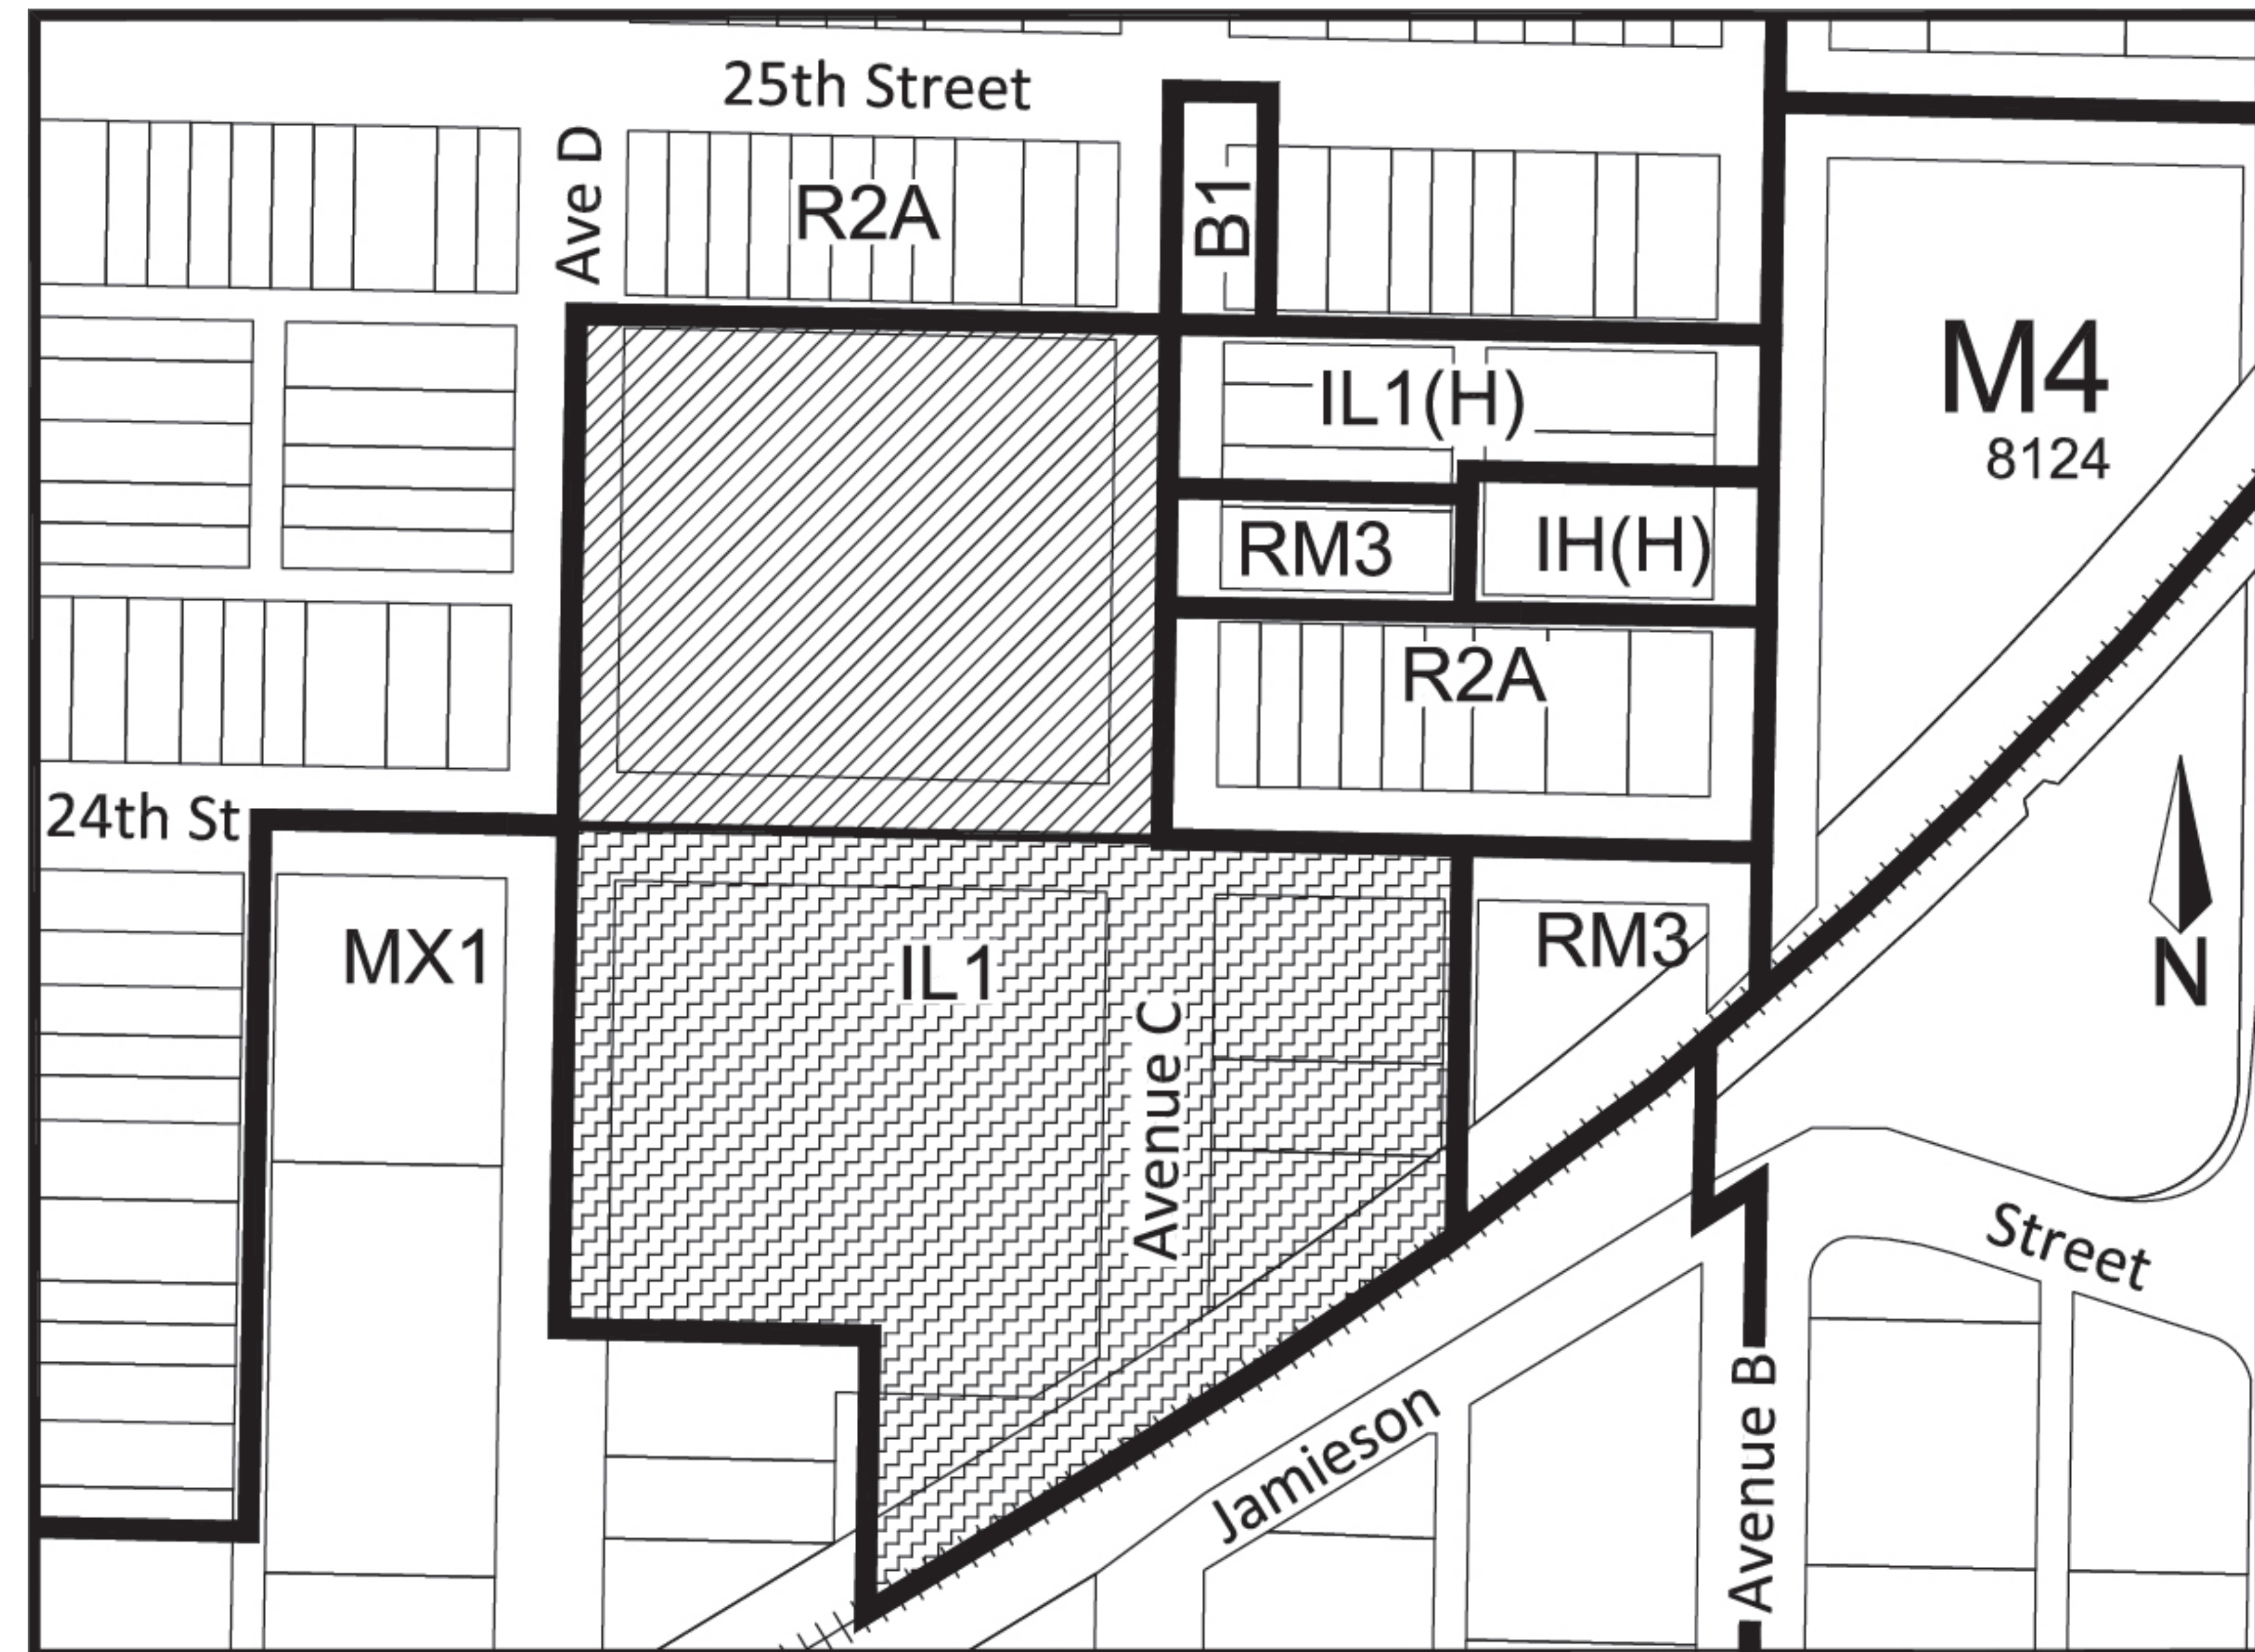 25th Street
Ave D
R2A
B1
M4
8124
IL1(H)
RM3
IH(H)
R2A
24th St
MX1
IL1
RM3
N
Avenue C
Street
Jamieson
Avenue B